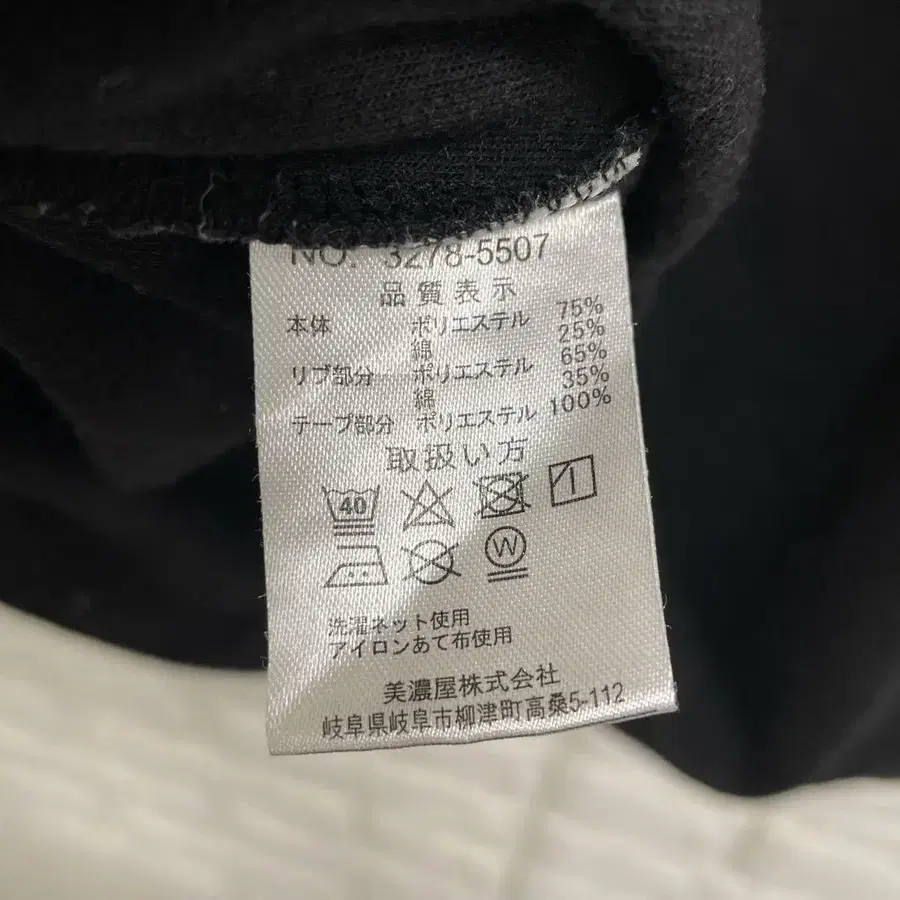 NO. 3278-5507
品質表示
本体 ポリエステル 75%
綿 25%
リブ部分 ポリエステル 65%
綿 35%
テープ部分 ポリエステル 100%
取扱い方
40
W
洗濯ネット使用
アイロンあて布使用
美濃屋株式会社
岐阜県岐阜市柳津町高桑5-112